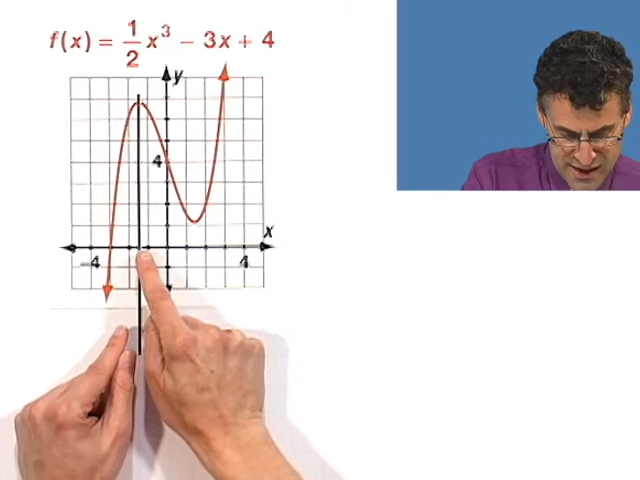 f(x) = 1/2 x³ − 3x + 4
y
4
x
−4 4